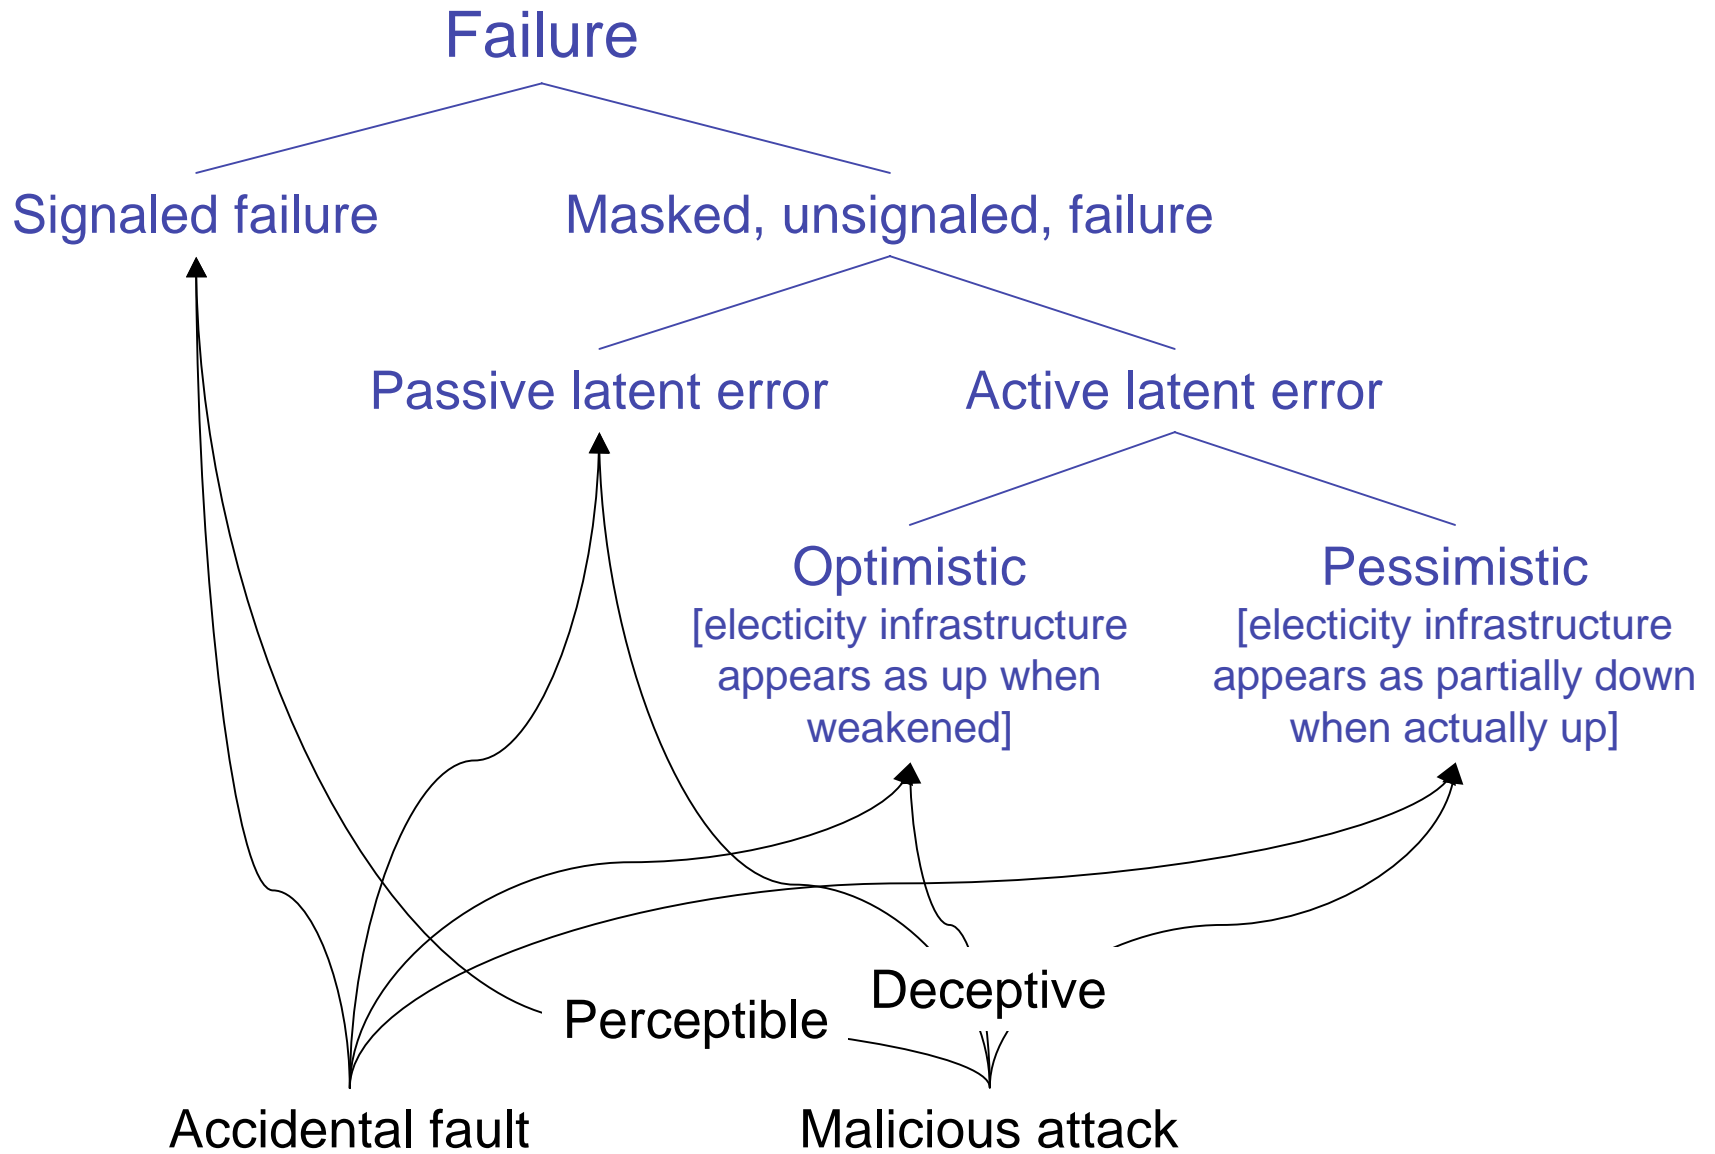 Failure
Signaled failure
Masked, unsignaled, failure
Passive latent error
Active latent error
Optimistic
[electicity infrastructure
appears as up when
weakened]
Pessimistic
[electicity infrastructure
appears as partially down
when actually up]
Deceptive
Perceptible
Accidental fault
Malicious attack